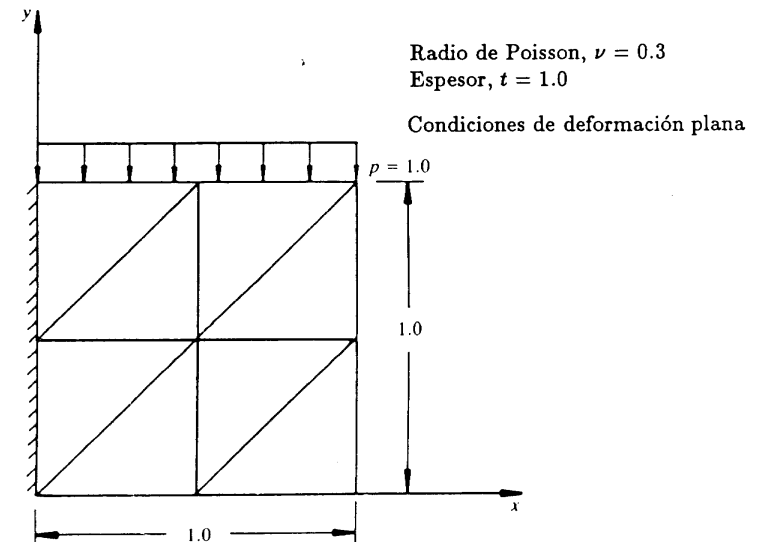 y
Radio de Poisson, ν = 0.3
Espesor, t = 1.0
Condiciones de deformación plana
p = 1.0
1.0
x
1.0